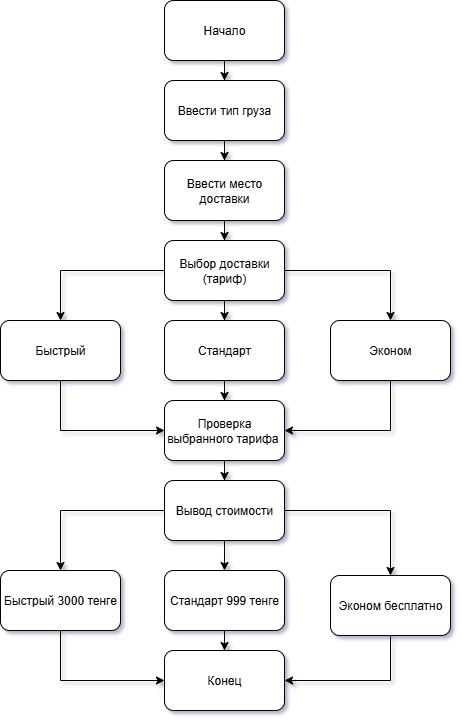 Начало
Ввести тип груза
Ввести место
доставки
Выбор доставки
(тариф)
Быстрый
Стандарт
Эконом
Проверка
выбранного тарифа
Вывод стоимости
Быстрый 3000 тенге
Стандарт 999 тенге
Эконом бесплатно
Конец